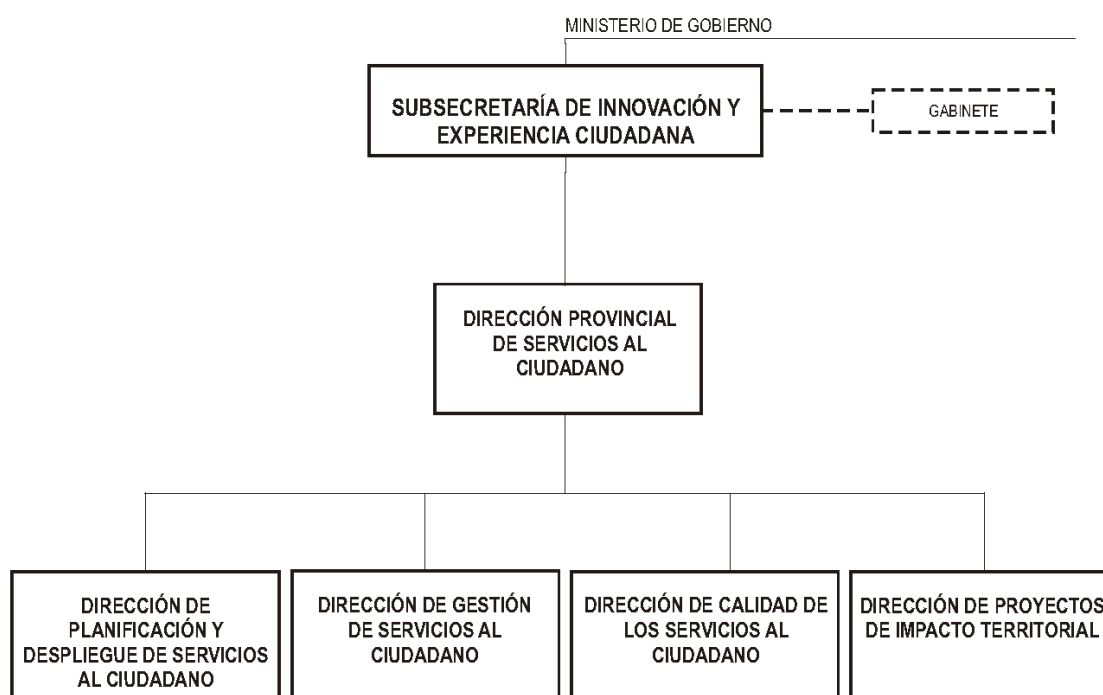 MINISTERIO DE GOBIERNO
SUBSECRETARÍA DE INNOVACIÓN Y
EXPERIENCIA CIUDADANA
GABINETE
DIRECCIÓN PROVINCIAL
DE SERVICIOS AL
CIUDADANO
DIRECCIÓN DE
PLANIFICACIÓN Y
DESPLIEGUE DE SERVICIOS
AL CIUDADANO
DIRECCIÓN DE GESTIÓN
DE SERVICIOS AL
CIUDADANO
DIRECCIÓN DE CALIDAD DE
LOS SERVICIOS AL
CIUDADANO
DIRECCIÓN DE PROYECTOS
DE IMPACTO TERRITORIAL